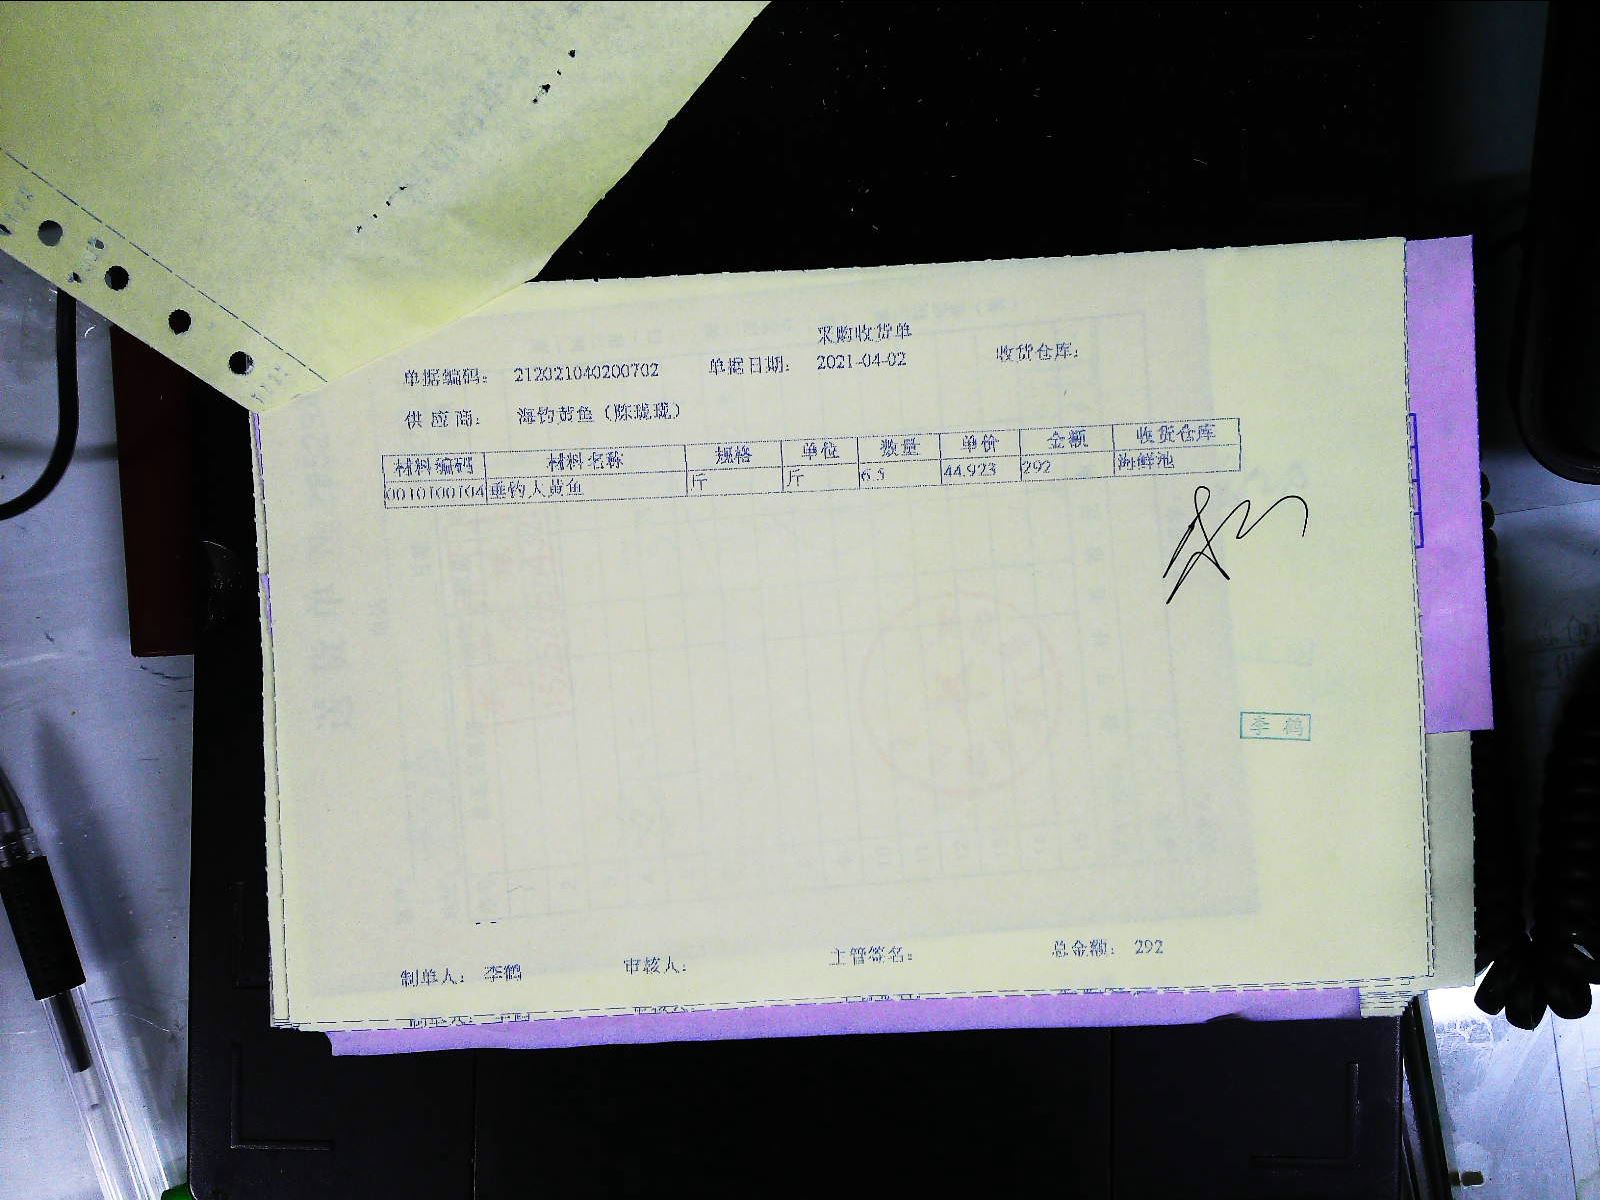 采购收货单
单据编码: 212021040200702 单据日期: 2021-04-02 收货仓库:
供应商: 海钓黄鱼(陈珑珑)
材料编码 材料名称 规格 单位 数量 单价 金额 收货仓库
0010100104 垂钓人黄鱼 斤 斤 6.5 44.923 292 海鲜池
李鹤
制单人: 李鹤 审核人: 主管签名: 总金额: 292